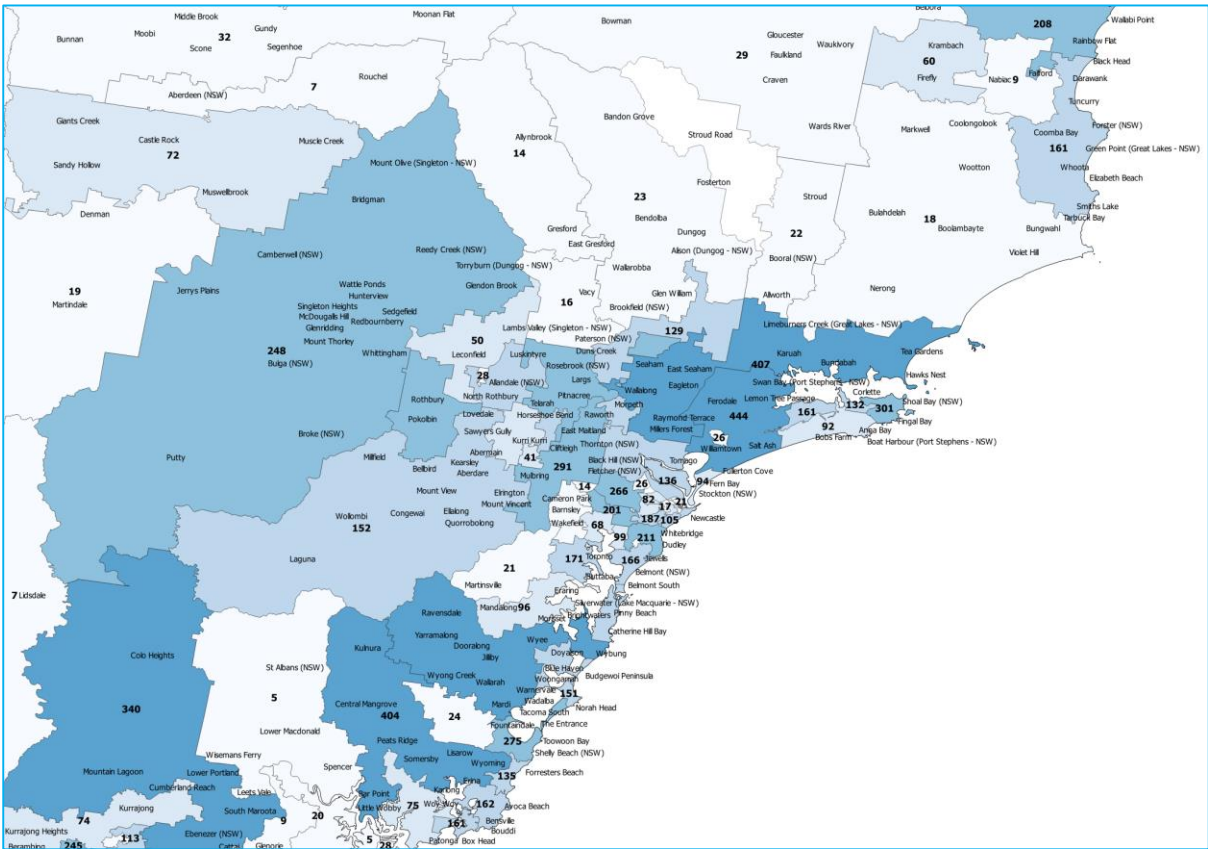 Belbora
Wallabi Point
Moonan Flat
Middle Brook
Bowman
208
Gundy
Gloucester
Moobi
32
Waukivory
Rainbow Flat
Bunnan
Scone
Segenhoe
Krambach
29
Faulkland
60
Black Head
Rouchel
Craven
Firefly
Nabiac 9
Failford
Darawank
7
Aberdeen (NSW)
Tuncurry
Bandon Grove
Giants Creek
Wards River
Coolongolook
Forster (NSW)
Castle Rock
Muscle Creek
Allynbrook
Stroud Road
Markwell
Coomba Bay
72
14
161
Green Point (Great Lakes - NSW)
Sandy Hollow
Mount Olive (Singleton - NSW)
Wootton
Whoota
Fosterton
Elizabeth Beach
Muswellbrook
23
Stroud
Bridgman
Smiths Lake
Denman
Bendolba
Bulahdelah
18
Tarbuck Bay
Gresford
Dungog
22
Boolambayte
Bungwahl
East Gresford
Camberwell (NSW)
Reedy Creek (NSW)
Alison (Dungog - NSW)
Booral (NSW)
Violet Hill
Torryburn (Dungog - NSW)
Wallarobba
19
Wattle Ponds
Glendon Brook
Jerrys Plains
Hunterview
Vacy
Glen William
Allworth
Nerong
Martindale
Singleton Heights
16
Sedgefield
Brookfield (NSW)
McDougalls Hill
Redbournberry
Glenridding
Limeburners Creek (Great Lakes - NSW)
Lambs Valley (Singleton - NSW)
129
Mount Thorley
50
Paterson (NSW)
Karuah
248
Whittingham
Leconfield
Luskintyre
Duns Creek
Tea Gardens
Bulga (NSW)
Rosebrook (NSW)
Seaham
East Seaham
407
Bundabah
28
Allandale (NSW)
Largs
Swan Bay (Port Stephens - NSW)
Hawks Nest
Rothbury
North Rothbury
Pitnacree
Wallalong
Eagleton
Corlette
Telarah
Morpeth
Ferodale
Lemon Tree Passage
132
Shoal Bay (NSW)
Pokolbin
Lovedale
Horseshoe Bend
Raworth
Raymond Terrace
444
161
301
Fingal Bay
Broke (NSW)
Sawyers Gully
East Maitland
Millers Forest
92
Anna Bay
Kurri Kurri
Thornton (NSW)
26
Bobs Farm
Boat Harbour (Port Stephens - NSW)
Millfield
Abermain
41
Cliftleigh
Williamtown
Salt Ash
Putty
Kearsley
Black Hill (NSW)
Tomago
Bellbird
Aberdare
Mulbring
291
Fletcher (NSW)
Fullerton Cove
Mount View
Elrington
14
26
136
94
Fern Bay
Cameron Park
266
82
21
Stockton (NSW)
Wollombi
Congewai
Ellalong
Mount Vincent
Barnsley
201
17
152
Quorrobolong
Wakefield
68
187
105
Newcastle
99
211
Whitebridge
Laguna
Dudley
171
Toronto
166
Jewells
21
Buttaba
Belmont (NSW)
Martinsville
Eraring
Belmont South
7
Lidsdale
Mandalong
96
Silverwater (Lake Macquarie - NSW)
Ravensdale
Morisset
Brightwaters
Pinny Beach
Yarramalong
Wyee
Catherine Hill Bay
Kulnura
Dooralong
Doyalson
Colo Heights
Jilliby
Wybung
St Albans (NSW)
Blue Haven
Wyong Creek
Woongarrah
Budgewoi Peninsula
Wallarah
Warnervale
5
151
Central Mangrove
Mardi
Wadalba
Norah Head
340
404
24
Tacoma South
Lower Macdonald
Fountaindale
The Entrance
Peats Ridge
275
Toowoon Bay
Wisemans Ferry
Lisarow
Shelly Beach (NSW)
Mountain Lagoon
Lower Portland
Spencer
Somersby
Wyoming
135
Forresters Beach
Cumberland Reach
Leets Vale
Bar Point
Kariong
Erina
Kurrajong
South Maroota
Little Wobby
75
Woy Woy
162
Avoca Beach
74
9
20
Bensville
Kurrajong Heights
113
Ebenezer (NSW)
161
Bouddi
Berambing
245
Cattai
Glenorie
5
28
Patonga
Box Head